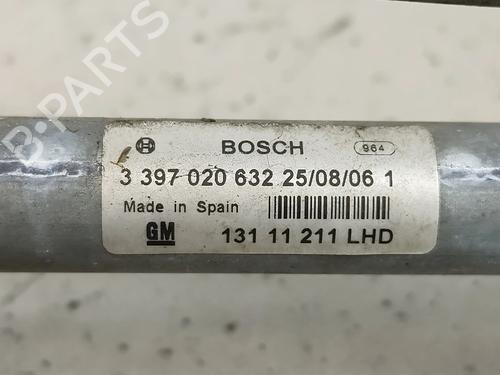 B-PARTS
BOSCH 964
3 397 020 632 25/08/06 1
Made in Spain
GM 131 11 211 LHD